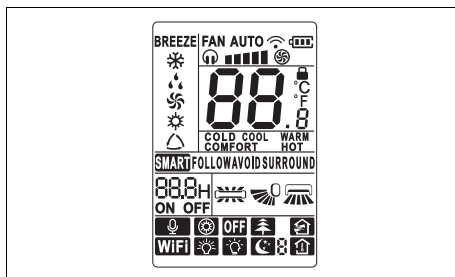 BREEZE FAN AUTO
88.8
°C
°F
COLD COOL WARM
COMFORT HOT
SMART FOLLOW AVOID SURROUND
88.8H
ON OFF
OFF
WiFi 8